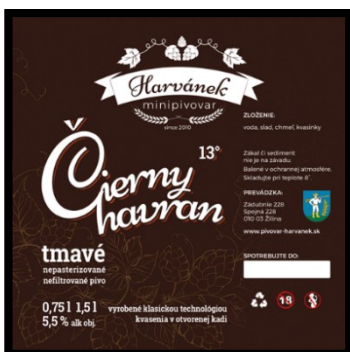 Harvánek
minipivovar
since 2010
13°
Čierny
havran
tmavé
nepasterizované
nefiltrované pivo
0,75 l 1,5 l
5,5 % alk obj.
vyrobené klasickou technológiou
kvasenia v otvorenej kadi
ZLOŽENIE:
voda, slad, chmeľ, kvasinky
Zákal či sediment
nie je na závadu.
Balené v ochrannej atmosfére.
Skladujte pri teplote 8°.
PREVÁDZKA:
Zádubnie 228
Spojná 228
010 03 Žilina
www.pivovar-harvanek.sk
SPOTREBUJTE DO:
18